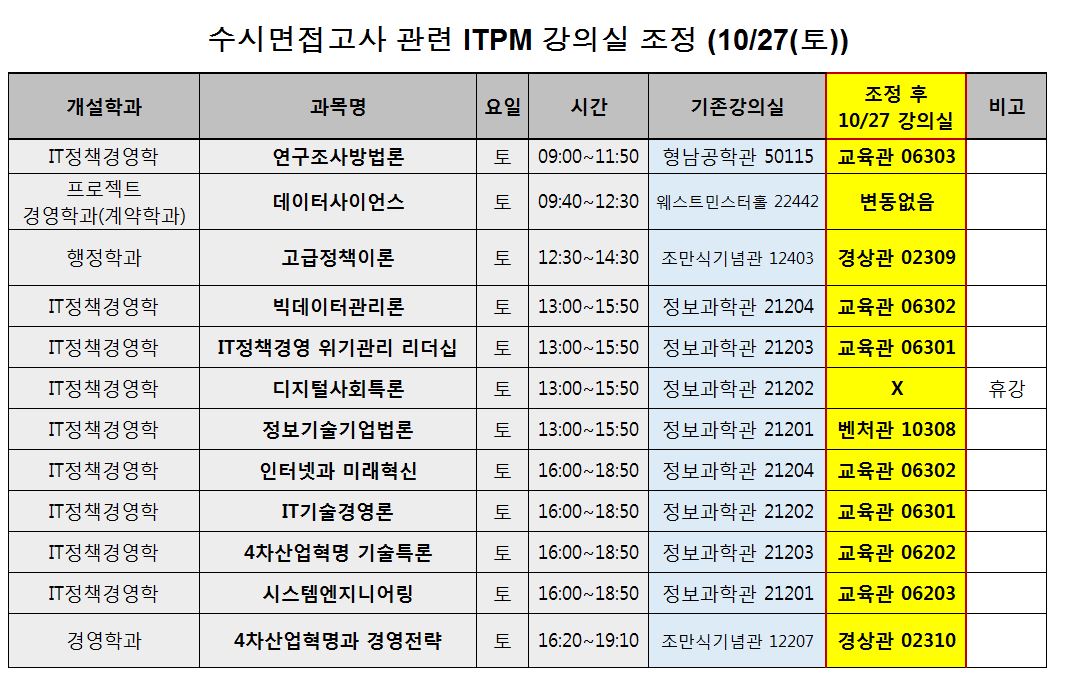 수시면접고사 관련 ITPM 강의실 조정 (10/27(토))
개설학과 과목명 요일 시간 기존강의실 조정 후 10/27 강의실 비고
IT정책경영학 연구조사방법론 토 09:00~11:50 형남공학관 50115 교육관 06303
프로젝트
경영학과(계약학과) 데이터사이언스 토 09:40~12:30 웨스트민스터홀 22442 변동없음
행정학과 고급정책이론 토 12:30~14:30 조만식기념관 12403 경상관 02309
IT정책경영학 빅데이터관리론 토 13:00~15:50 정보과학관 21204 교육관 06302
IT정책경영학 IT정책경영 위기관리 리더십 토 13:00~15:50 정보과학관 21203 교육관 06301
IT정책경영학 디지털사회특론 토 13:00~15:50 정보과학관 21202 X 휴강
IT정책경영학 정보기술기업법론 토 13:00~15:50 정보과학관 21201 벤처관 10308
IT정책경영학 인터넷과 미래혁신 토 16:00~18:50 정보과학관 21204 교육관 06302
IT정책경영학 IT기술경영론 토 16:00~18:50 정보과학관 21202 교육관 06301
IT정책경영학 4차산업혁명 기술특론 토 16:00~18:50 정보과학관 21203 교육관 06202
IT정책경영학 시스템엔지니어링 토 16:00~18:50 정보과학관 21201 교육관 06203
경영학과 4차산업혁명과 경영전략 토 16:20~19:10 조만식기념관 12207 경상관 02310